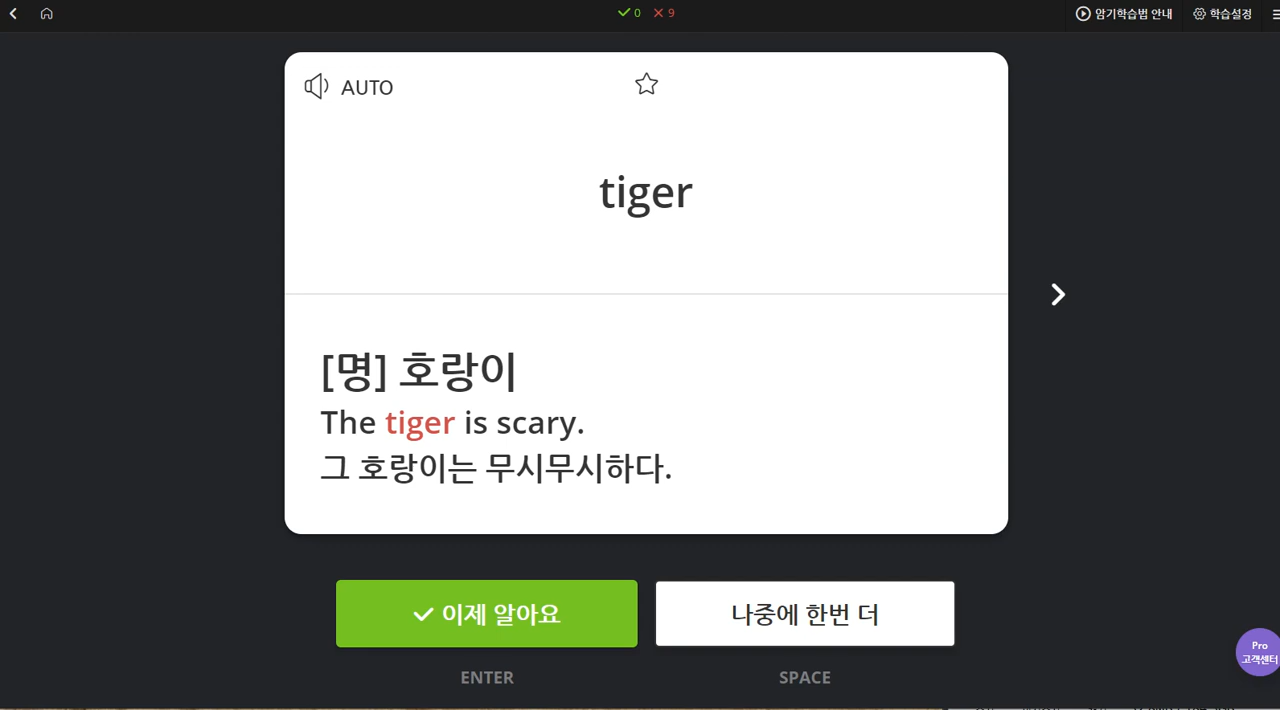 0 9 암기학습법 안내 학습설정
AUTO
tiger
[명] 호랑이
The tiger is scary.
그 호랑이는 무시무시하다.
이제 알아요 나중에 한번 더
ENTER SPACE
Pro
고객센터